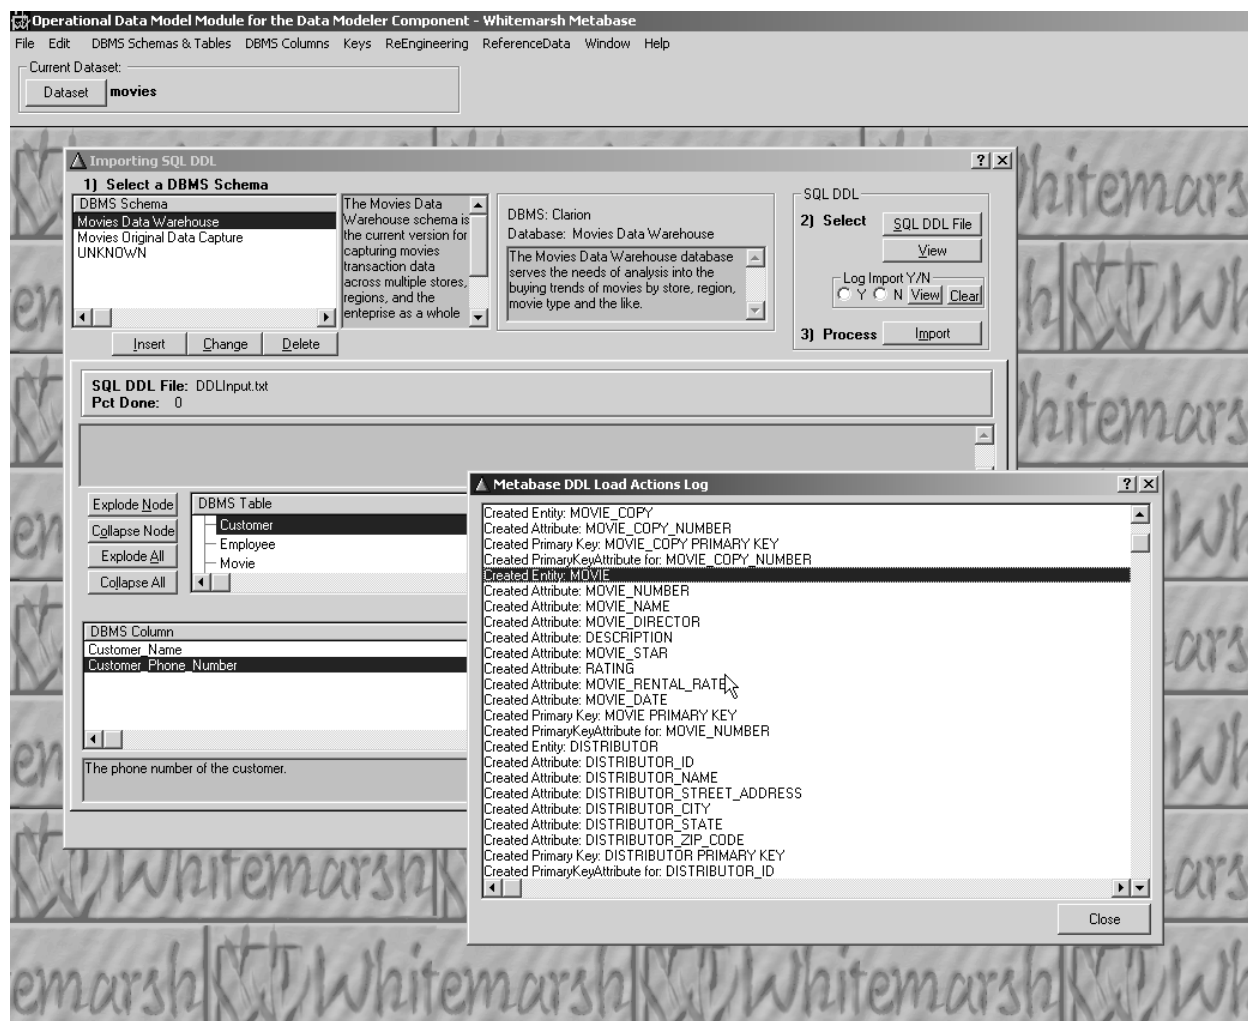 Operational Data Model Module for the Data Modeler Component - Whitemarsh Metabase
File Edit DBMS Schemas & Tables DBMS Columns Keys ReEngineering ReferenceData Window Help
Current Dataset:
Dataset movies
Importing SQL DDL
1) Select a DBMS Schema
DBMS Schema
Movies Data Warehouse
Movies Original Data Capture
UNKNOWN
Insert Change Delete
The Movies Data
Warehouse schema is
the current version for
capturing movies
transaction data
across multiple stores,
regions, and the
enteprise as a whole
DBMS: Clarion
Database: Movies Data Warehouse
The Movies Data Warehouse database
serves the needs of analysis into the
buying trends of movies by store, region,
movie type and the like.
SQL DDL
2) Select SQL DDL File
View
Log Import Y/N
Y N View Clear
3) Process Import
SQL DDL File: DDLInput.txt
Pct Done: 0
Explode Node
Collapse Node
Explode All
Collapse All
DBMS Table
Customer
Employee
Movie
DBMS Column
Customer_Name
Customer_Phone_Number
The phone number of the customer.
Metabase DDL Load Actions Log
Created Entity: MOVIE_COPY
Created Attribute: MOVIE_COPY_NUMBER
Created Primary Key: MOVIE_COPY PRIMARY KEY
Created PrimaryKeyAttribute for: MOVIE_COPY_NUMBER
Created Entity: MOVIE
Created Attribute: MOVIE_NUMBER
Created Attribute: MOVIE_NAME
Created Attribute: MOVIE_DIRECTOR
Created Attribute: DESCRIPTION
Created Attribute: MOVIE_STAR
Created Attribute: RATING
Created Attribute: MOVIE_RENTAL_RATE
Created Attribute: MOVIE_DATE
Created Primary Key: MOVIE PRIMARY KEY
Created PrimaryKeyAttribute for: MOVIE_NUMBER
Created Entity: DISTRIBUTOR
Created Attribute: DISTRIBUTOR_ID
Created Attribute: DISTRIBUTOR_NAME
Created Attribute: DISTRIBUTOR_STREET_ADDRESS
Created Attribute: DISTRIBUTOR_CITY
Created Attribute: DISTRIBUTOR_STATE
Created Attribute: DISTRIBUTOR_ZIP_CODE
Created Primary Key: DISTRIBUTOR PRIMARY KEY
Created PrimaryKeyAttribute for: DISTRIBUTOR_ID
Close
Whitemarsh
Whitemarsh Whitemarsh